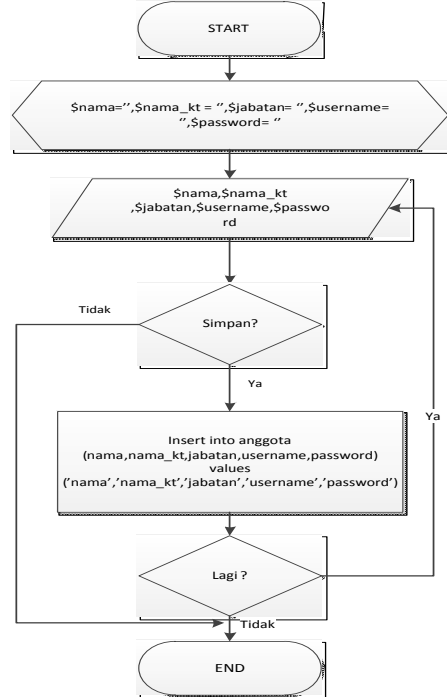 START
$nama='',$nama_kt = '',$jabatan= '',$username=
'',$password= ''
$nama,$nama_kt
,$jabatan,$username,$passwo
rd
Simpan?
Tidak
Ya
Insert into anggota
(nama,nama_kt,jabatan,username,password)
values
('nama','nama_kt','jabatan','username','password')
Ya
Lagi ?
Tidak
END